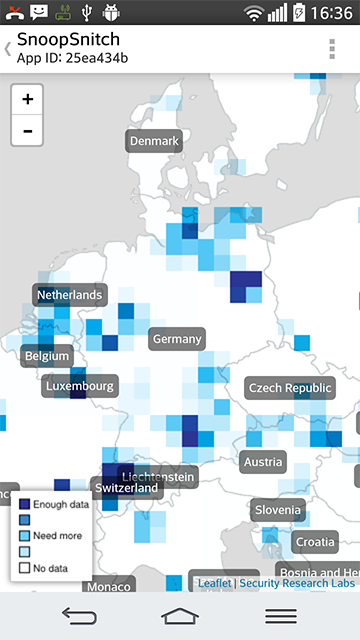 16:36
SnoopSnitch
App ID: 25ea434b
+
-
Denmark
Netherlands
Germany
Belgium
Luxembourg
Czech Republic
Austria
Liechtenstein
Switzerland
Slovenia
Croatia
Enough data
Need more
No data
Bosnia and He
Monaco
Leaflet | Security Research Labs